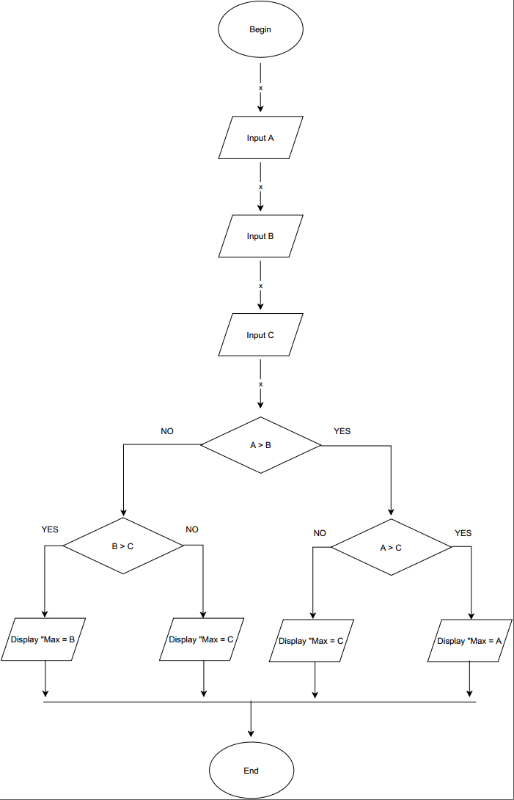 Begin
x
Input A
x
Input B
x
Input C
x
NO
YES
A > B
YES
NO
NO
YES
B > C
A > C
Display "Max = B
Display "Max = C
Display "Max = C
Display "Max = A
End